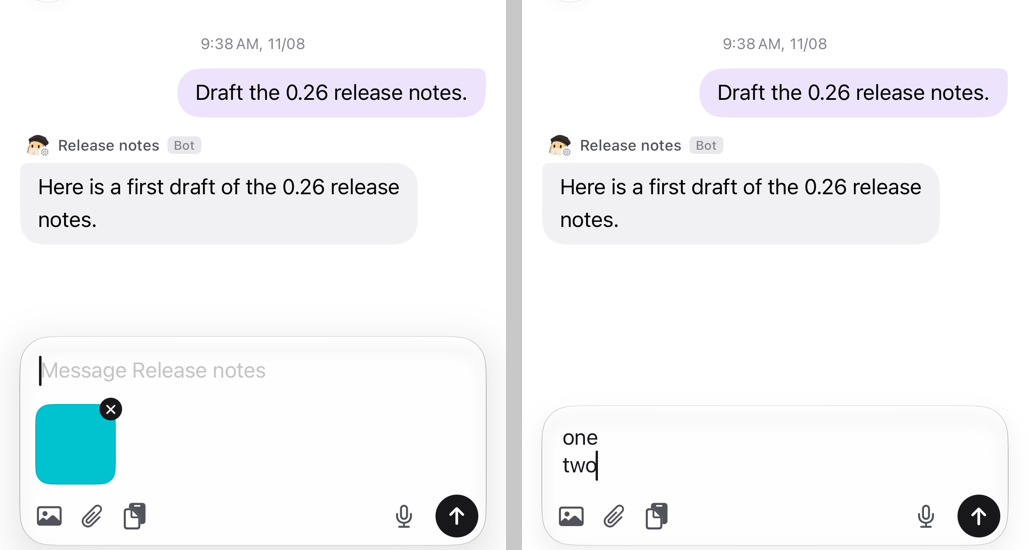 9:38 AM, 11/08
Draft the 0.26 release notes.
Release notes Bot
Here is a first draft of the 0.26 release
notes.
Message Release notes
9:38 AM, 11/08
Draft the 0.26 release notes.
Release notes Bot
Here is a first draft of the 0.26 release
notes.
one
two